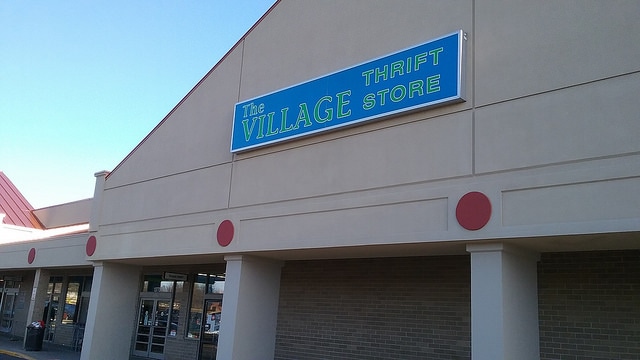 The
VILLAGE
THRIFT
STORE